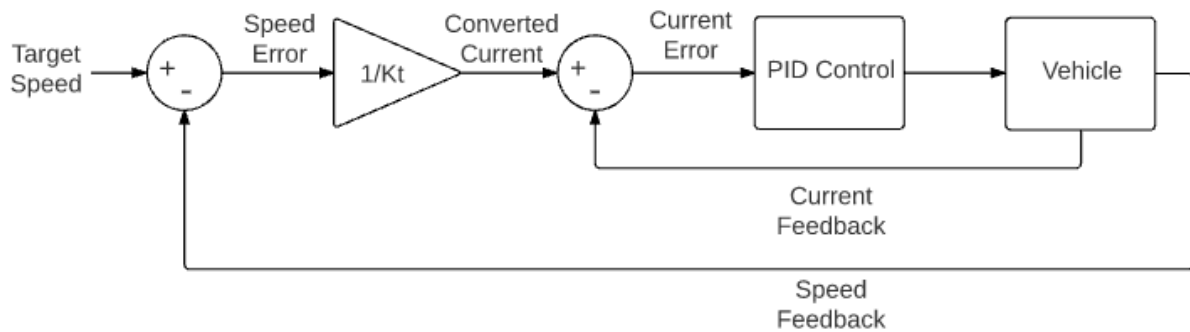 Target
Speed
+
-
Speed
Error
1/Kt
Converted
Current
+
-
Current
Error
PID Control
Vehicle
Current
Feedback
Speed
Feedback